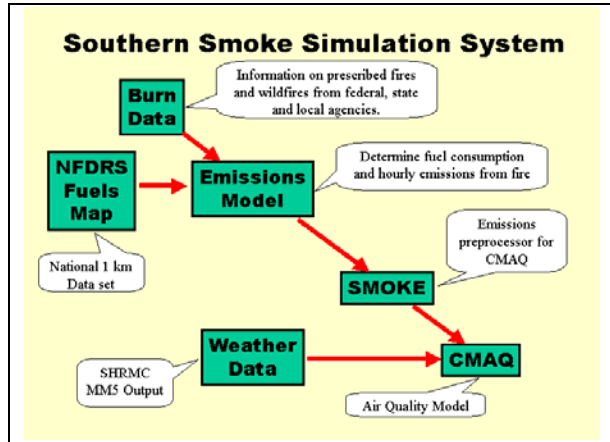 Southern Smoke Simulation System
Burn
Data
Information on prescribed fires
and wildfires from federal, state
and local agencies.
NFDRS
Fuels
Map
Emissions
Model
Determine fuel consumption
and hourly emissions from fire
National 1 km
Data set
SMOKE
Emissions
preprocessor for
CMAQ
Weather
Data
CMAQ
SHRMC
MM5 Output
Air Quality Model